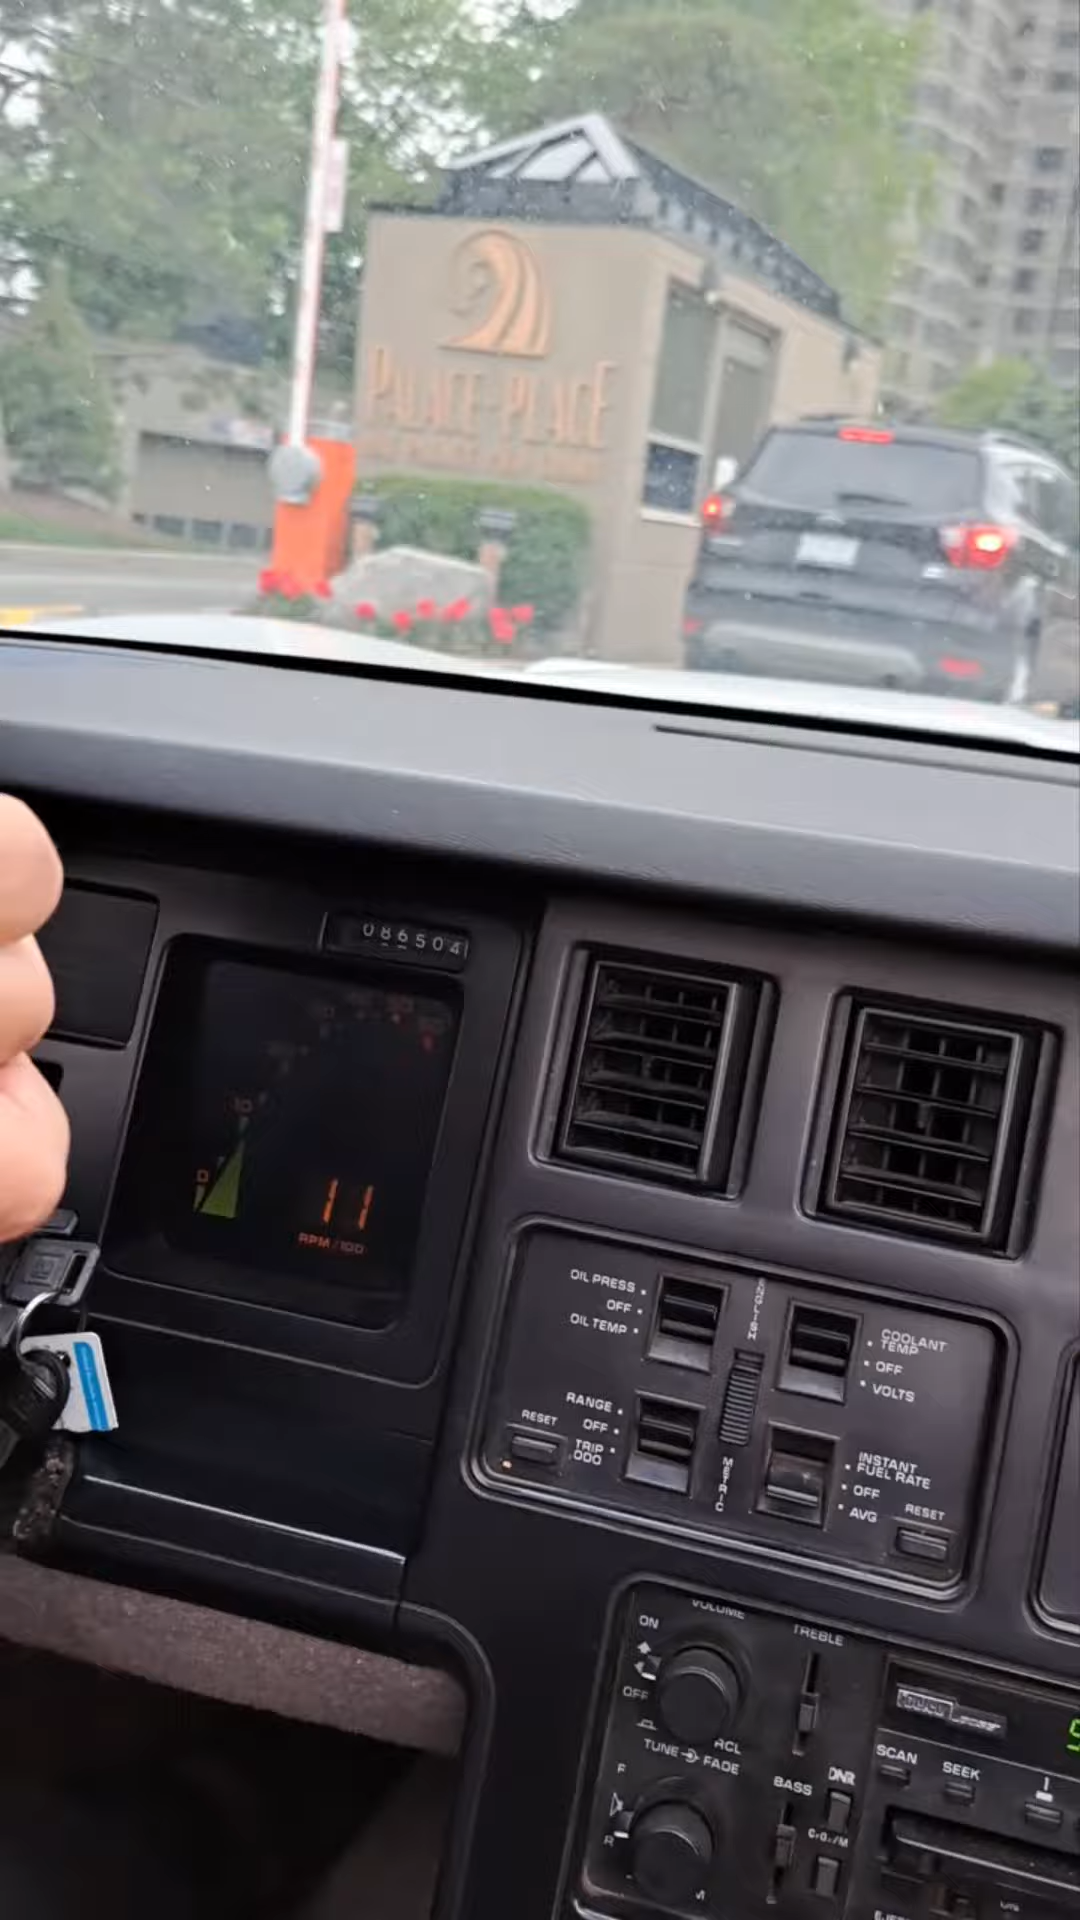 PALACE PLACE
086504
10
0
11
RPM/100
OIL PRESS
OFF
OIL TEMP
ENGLISH
COOLANT
TEMP
OFF
VOLTS
RANGE
OFF
TRIP
ODO
RESET
METRIC
INSTANT
FUEL RATE
OFF
AVG
RESET
VOLUME
ON
OFF
RCL
TREBLE
TUNE FADE
F
R
BASS
DNR
SCAN
SEEK